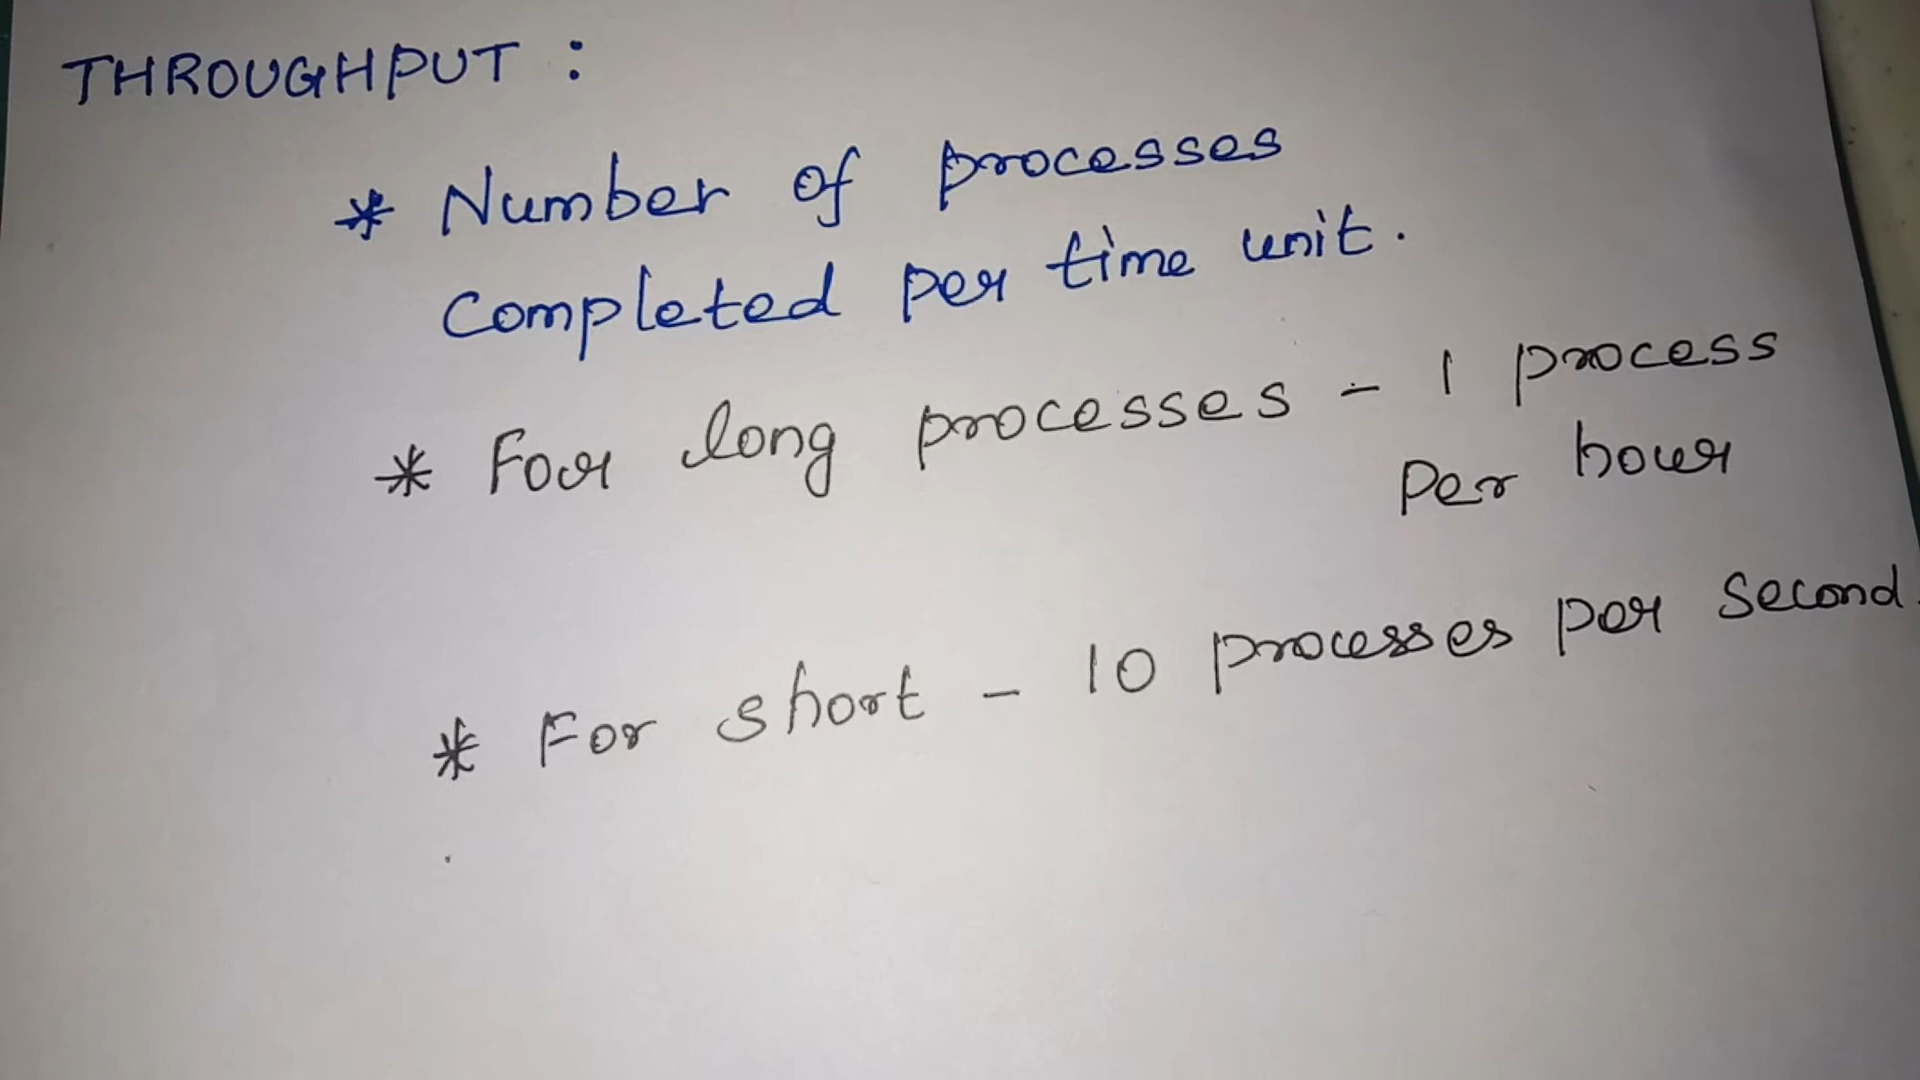 THROUGHPUT :
* Number of processes
completed per time unit.
* For long processes - 1 process
per hour
* For short - 10 processes per second.